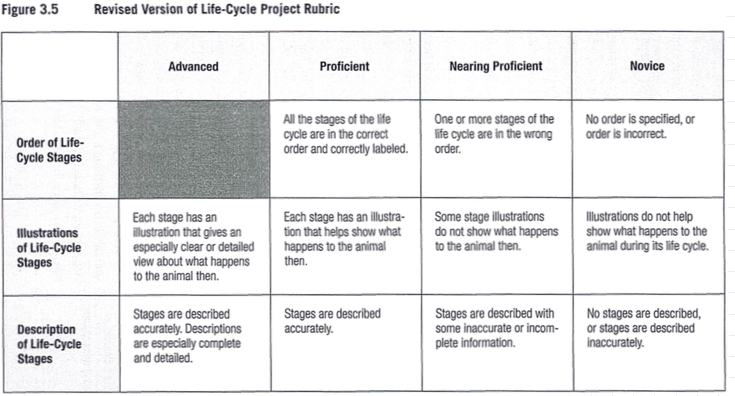 Figure 3.5 Revised Version of Life-Cycle Project Rubric
Advanced
Proficient
Nearing Proficient
Novice
Order of Life-
Cycle Stages
All the stages of the life
cycle are in the correct
order and correctly labeled.
One or more stages of the
life cycle are in the wrong
order.
No order is specified, or
order is incorrect.
Illustrations
of Life-Cycle
Stages
Each stage has an
illustration that gives an
especially clear or detailed
view about what happens
to the animal then.
Each stage has an illustra-
tion that helps show what
happens to the animal
then.
Some stage illustrations
do not show what happens
to the animal then.
Illustrations do not help
show what happens to the
animal during its life cycle.
Description
of Life-Cycle
Stages
Stages are described
accurately. Descriptions
are especially complete
and detailed.
Stages are described
accurately.
Stages are described with
some inaccurate or incom-
plete information.
No stages are described,
or stages are described
inaccurately.